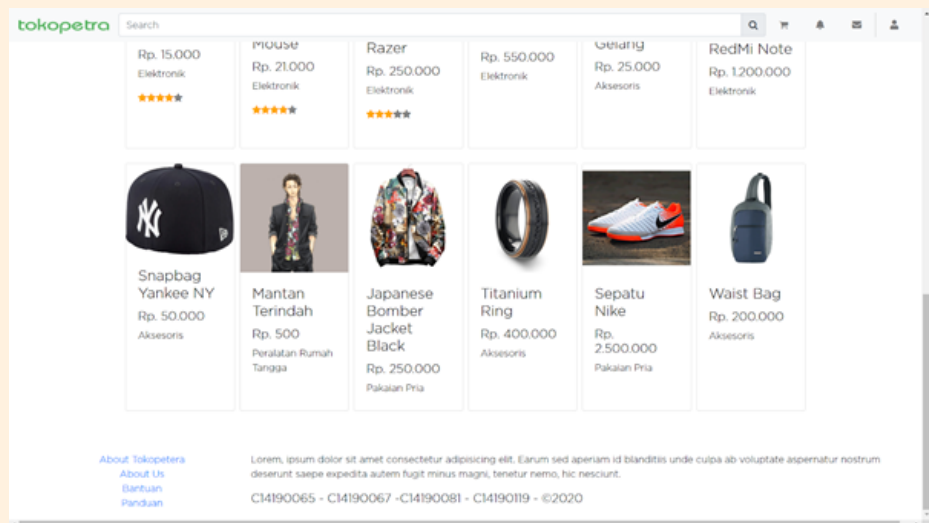 tokopetra
Search
Rp. 15.000
Elektronik
Mouse
Rp. 21.000
Elektronik
Razer
Rp. 250.000
Elektronik
Rp. 550.000
Elektronik
Gelang
Rp. 25.000
Aksesoris
RedMi Note
Rp. 1.200.000
Elektronik
NY
Snapbag
Yankee NY
Rp. 50.000
Aksesoris
Mantan
Terindah
Rp. 500
Peralatan Rumah
Tangga
Japanese
Bomber
Jacket
Black
Rp. 250.000
Pakaian Pria
Titanium
Ring
Rp. 400.000
Aksesoris
Sepatu
Nike
Rp.
2.500.000
Pakaian Pria
Waist Bag
Rp. 200.000
Aksesoris
About Tokopetera
About Us
Bantuan
Panduan
Lorem, ipsum dolor sit amet consectetur adipisicing elit. Earum sed aperiam id blanditiis unde culpa ab voluptate aspernatur nostrum
deserunt saepe expedita autem fugit minus magni, tenetur nemo, hic nesciunt.
C14190065 - C14190067 -C14190081 - C14190119 - ©2020